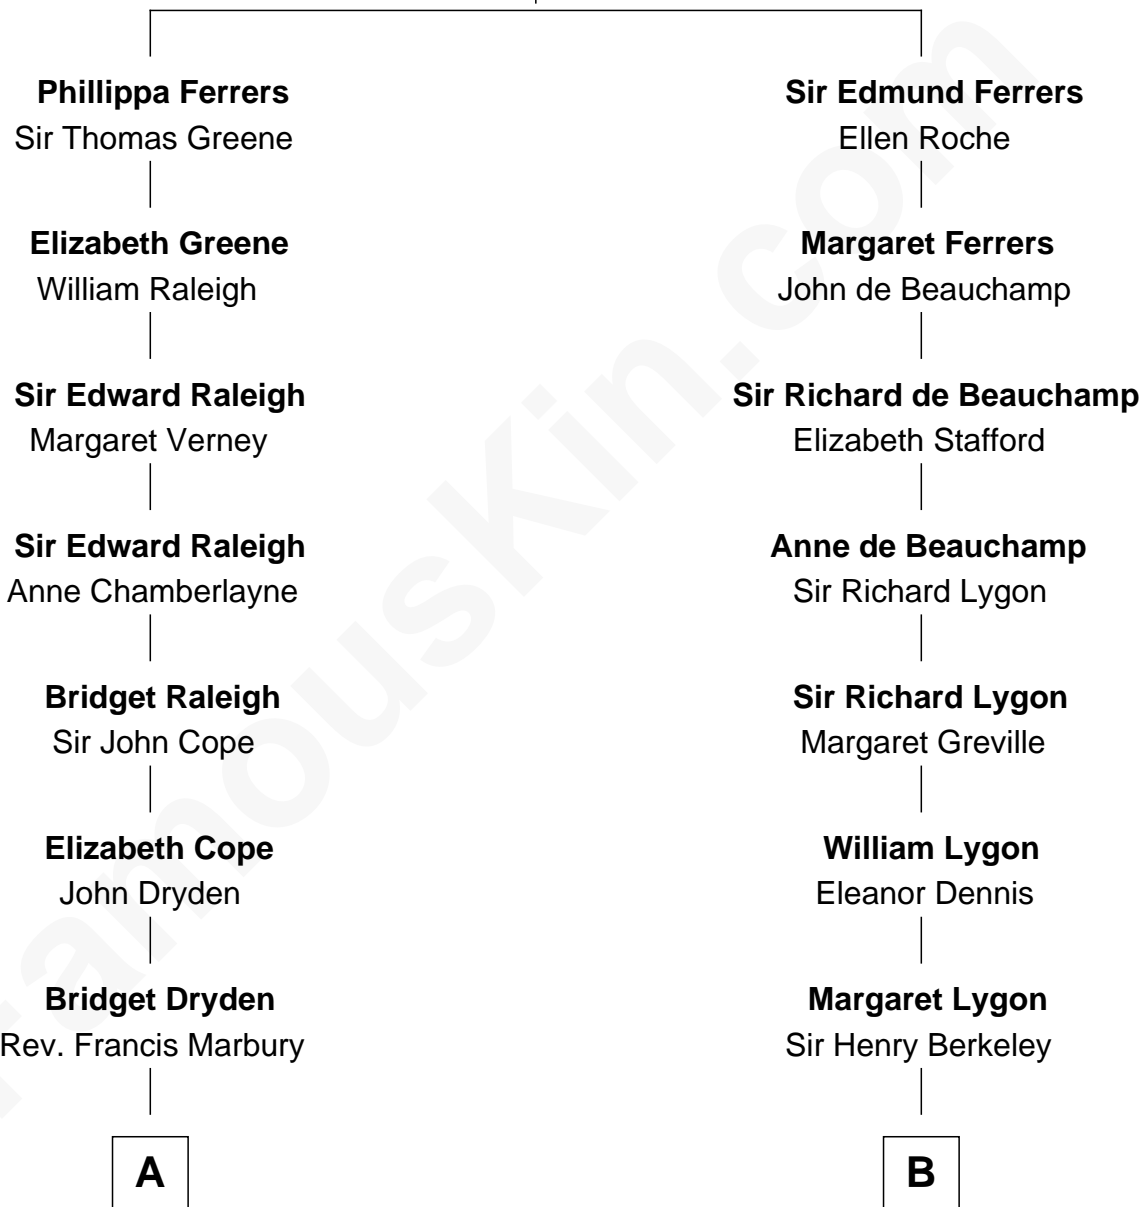 Phillippa Ferrers
Sir Thomas Greene
Elizabeth Greene
William Raleigh
Sir Edward Raleigh
Margaret Verney
Sir Edward Raleigh
Anne Chamberlayne
Bridget Raleigh
Sir John Cope
Elizabeth Cope
John Dryden
Bridget Dryden
Rev. Francis Marbury
A
Sir Edmund Ferrers
Ellen Roche
Margaret Ferrers
John de Beauchamp
Sir Richard de Beauchamp
Elizabeth Stafford
Anne de Beauchamp
Sir Richard Lygon
Sir Richard Lygon
Margaret Greville
William Lygon
Eleanor Dennis
Margaret Lygon
Sir Henry Berkeley
B
FamousKin.com